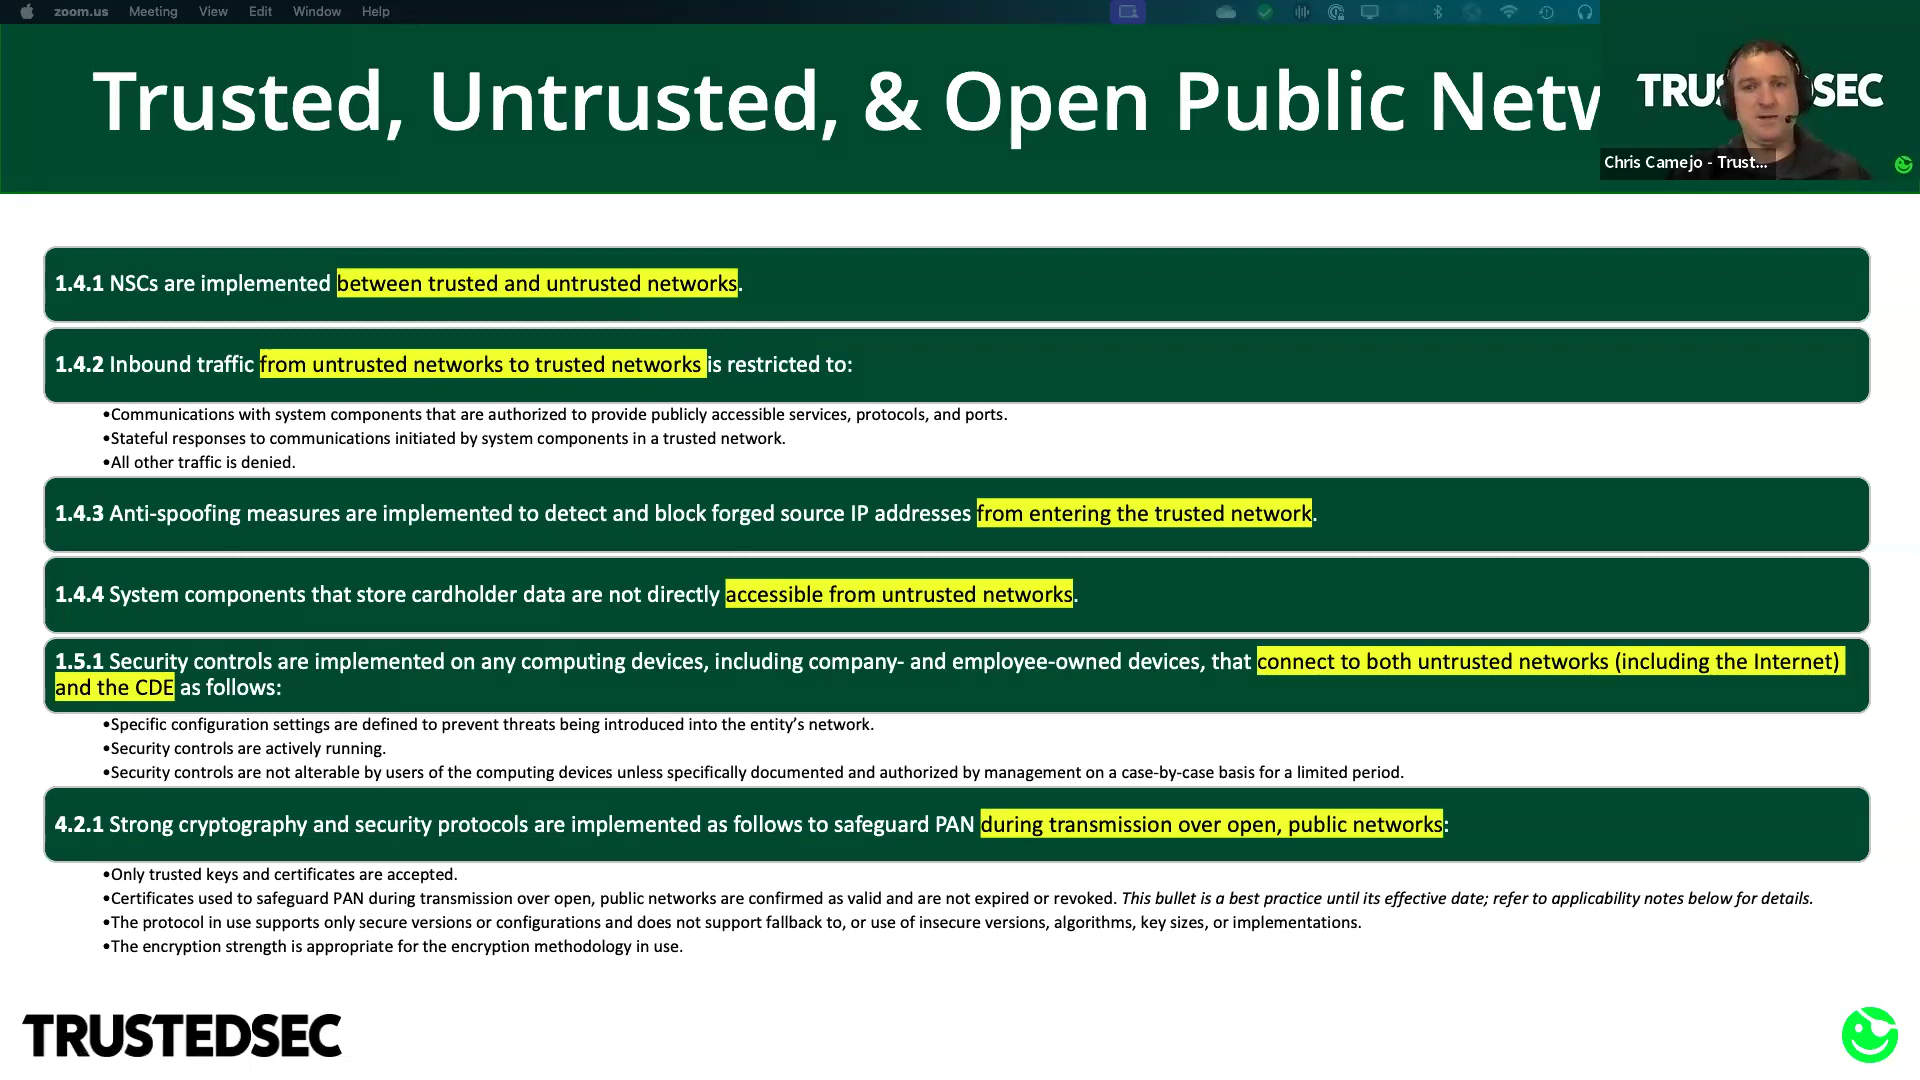 zoom.us Meeting View Edit Window Help
Trusted, Untrusted, & Open Public Netw
TRUS SEC
Chris Camejo - Trust...
1.4.1 NSCs are implemented between trusted and untrusted networks.
1.4.2 Inbound traffic from untrusted networks to trusted networks is restricted to:
•Communications with system components that are authorized to provide publicly accessible services, protocols, and ports.
•Stateful responses to communications initiated by system components in a trusted network.
•All other traffic is denied.
1.4.3 Anti-spoofing measures are implemented to detect and block forged source IP addresses from entering the trusted network.
1.4.4 System components that store cardholder data are not directly accessible from untrusted networks.
1.5.1 Security controls are implemented on any computing devices, including company- and employee-owned devices, that connect to both untrusted networks (including the Internet)
and the CDE as follows:
•Specific configuration settings are defined to prevent threats being introduced into the entity’s network.
•Security controls are actively running.
•Security controls are not alterable by users of the computing devices unless specifically documented and authorized by management on a case-by-case basis for a limited period.
4.2.1 Strong cryptography and security protocols are implemented as follows to safeguard PAN during transmission over open, public networks:
•Only trusted keys and certificates are accepted.
•Certificates used to safeguard PAN during transmission over open, public networks are confirmed as valid and are not expired or revoked. This bullet is a best practice until its effective date; refer to applicability notes below for details.
•The protocol in use supports only secure versions or configurations and does not support fallback to, or use of insecure versions, algorithms, key sizes, or implementations.
•The encryption strength is appropriate for the encryption methodology in use.
TRUSTEDSEC